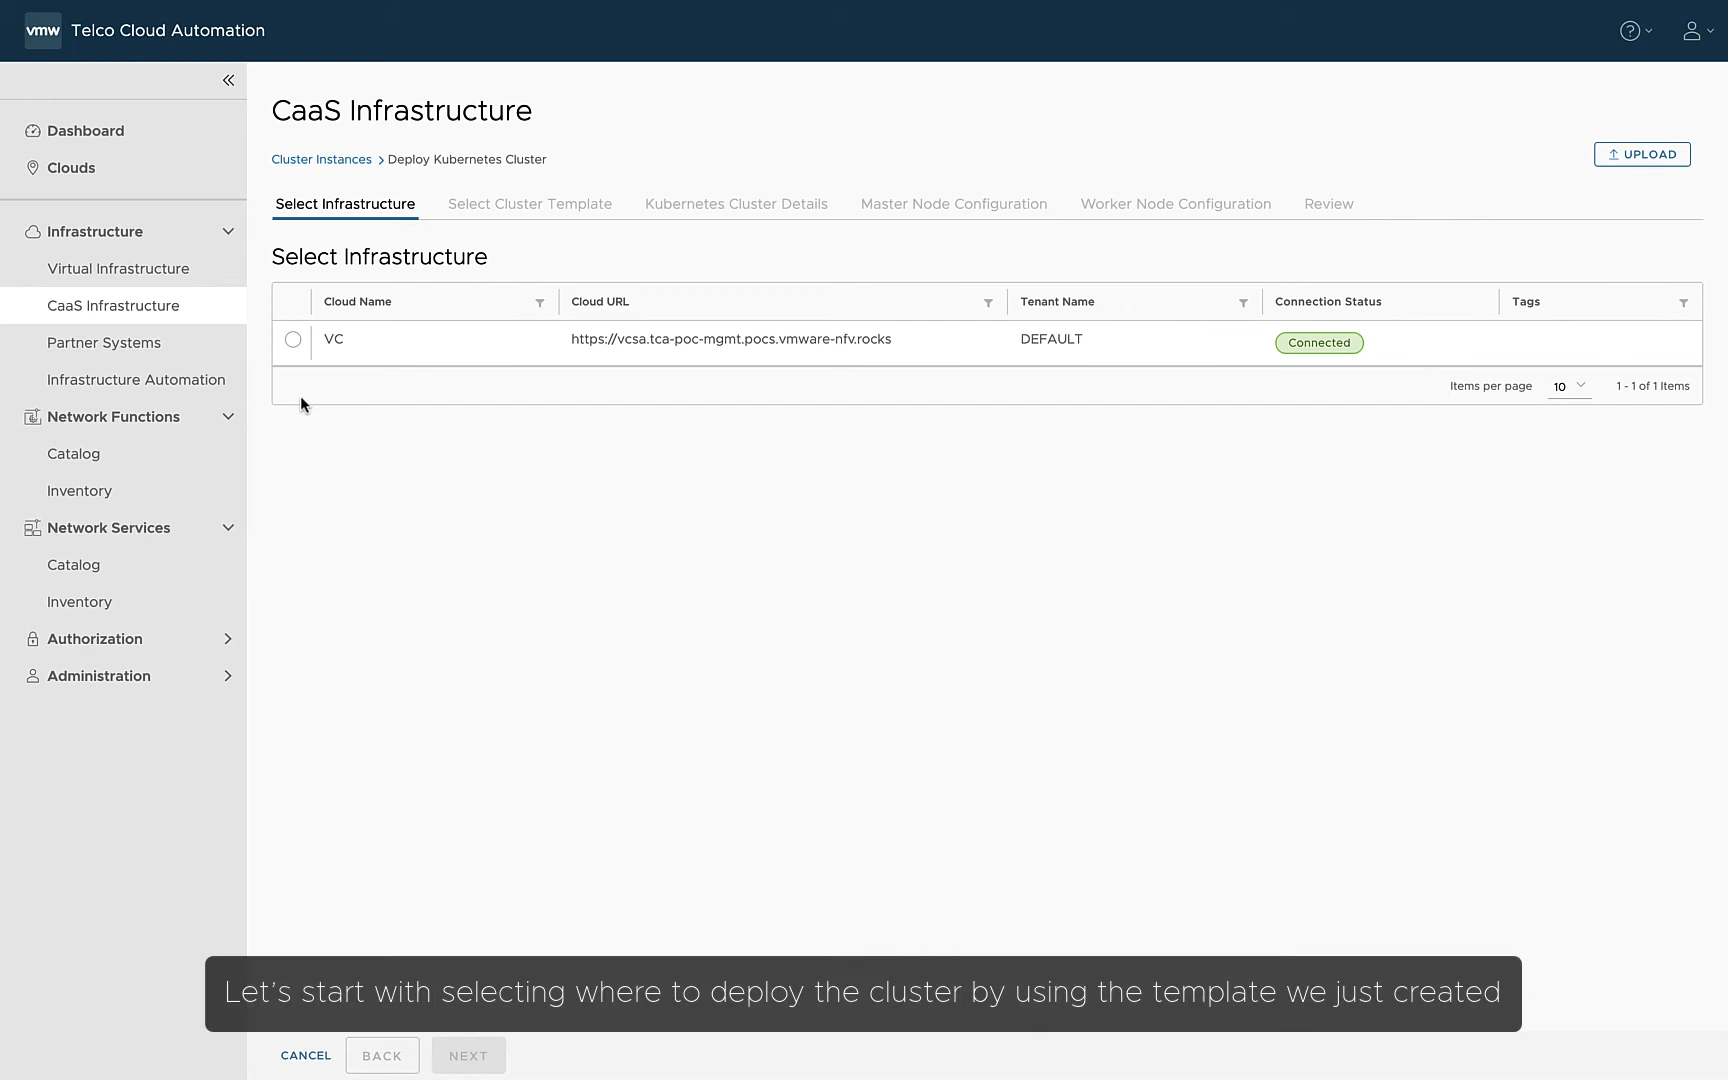 vmw Telco Cloud Automation
Dashboard
Clouds
Infrastructure
Virtual Infrastructure
CaaS Infrastructure
Partner Systems
Infrastructure Automation
Network Functions
Catalog
Inventory
Network Services
Catalog
Inventory
Authorization
Administration
CaaS Infrastructure
Cluster Instances > Deploy Kubernetes Cluster
UPLOAD
Select Infrastructure Select Cluster Template Kubernetes Cluster Details Master Node Configuration Worker Node Configuration Review
Select Infrastructure
Cloud Name Cloud URL Tenant Name Connection Status Tags
VC https://vcsa.tca-poc-mgmt.pocs.vmware-nfv.rocks DEFAULT Connected
Items per page 10 1 - 1 of 1 Items
Let's start with selecting where to deploy the cluster by using the template we just created
CANCEL BACK NEXT